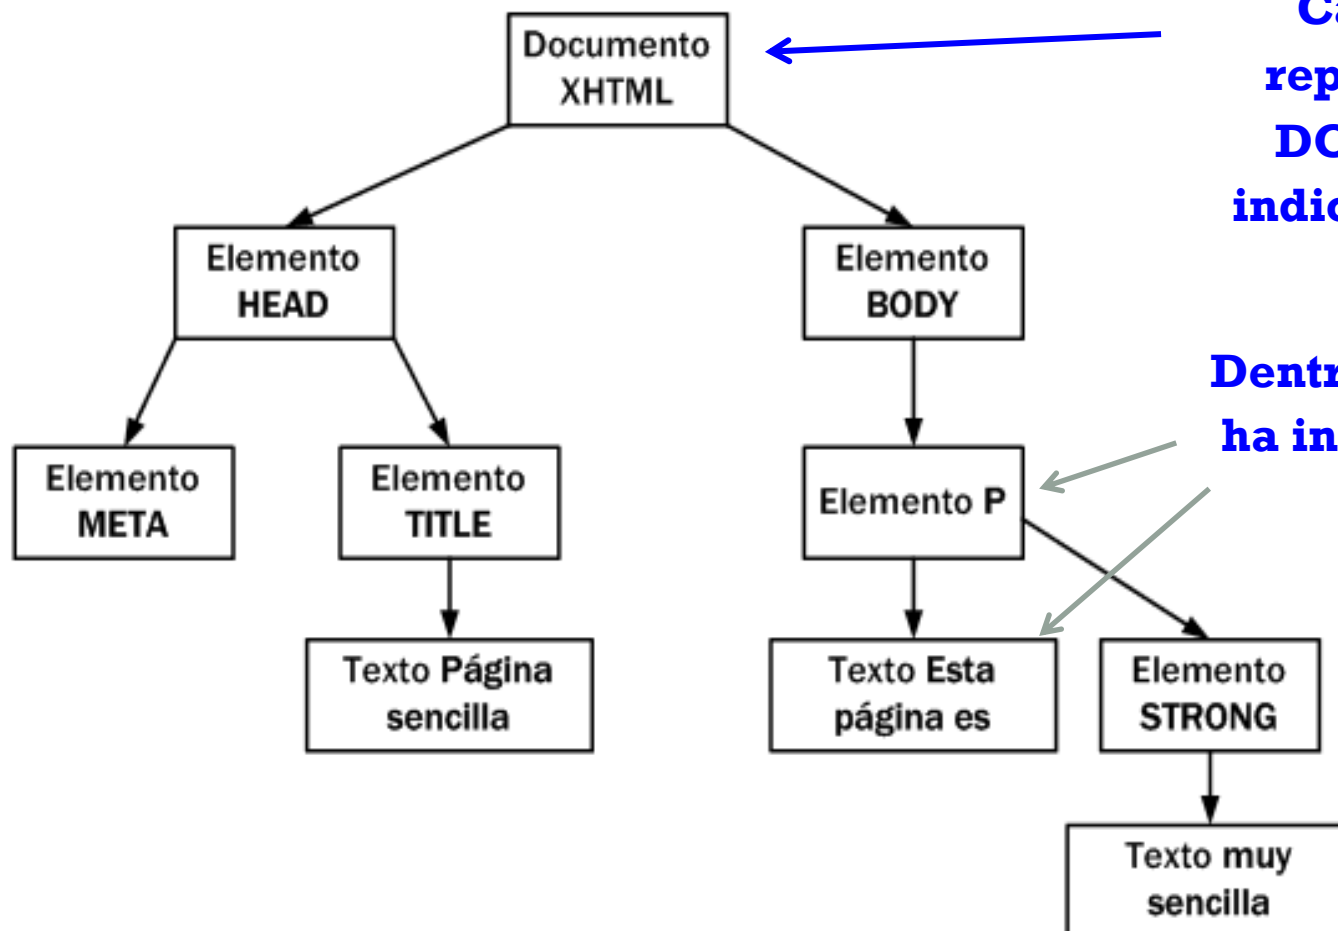 Documento
XHTML
Elemento
HEAD
Elemento
BODY
Elemento
META
Elemento
TITLE
Elemento P
Texto Página
sencilla
Texto Esta
página es
Elemento
STRONG
Texto muy
sencilla
ha